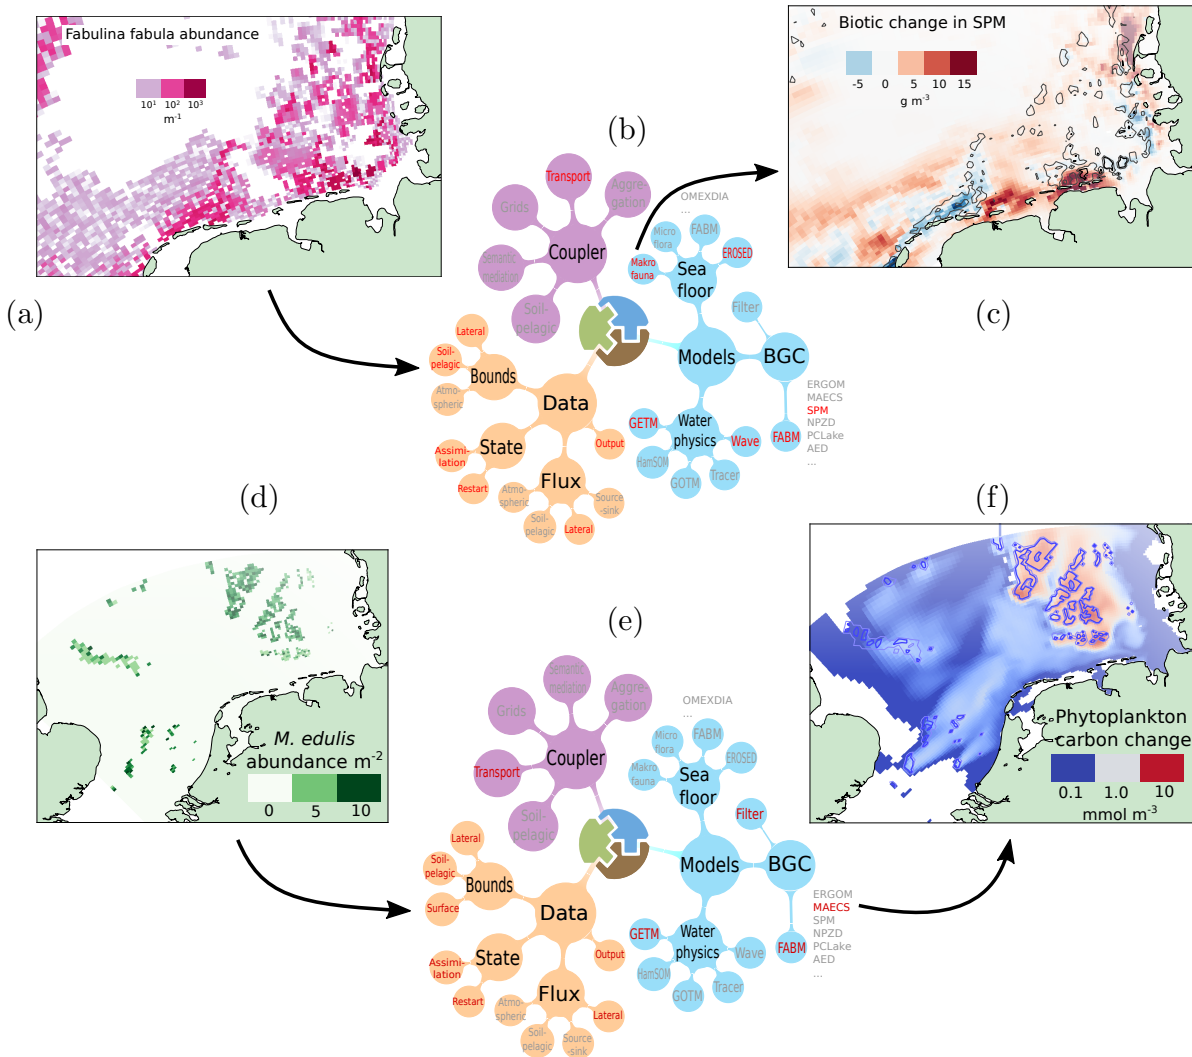 Fabulina fabula abundance
10¹ 10² 10³
m⁻¹
(a)
(b)
Transport
Grids
Aggre-
gation
Semantic
mediation
Coupler
Soil-
pelagic
OMEXDIA
...
Micro
flora
FABM
EROSED
Makro
fauna
Sea
floor
Filter
Models
BGC
ERGOM
MAECS
SPM
NPZD
PCLake
AED
...
GETM
Water
physics
Wave
FABM
HamSOM
GOTM
Tracer
Lateral
Soil-
pelagic
Bounds
Atmo-
spheric
Data
State
Output
Assimi-
lation
Restart
Flux
Atmo-
spheric
Source
-sink
Soil-
pelagic
Lateral
Biotic change in SPM
-5 0 5 10 15
g m⁻³
(c)
(d)
M. edulis
abundance m⁻²
0 5 10
(e)
Semantic
mediation
Grids
Aggre-
gation
Transport
Coupler
Soil-
pelagic
OMEXDIA
...
Micro
flora
FABM
EROSED
Makro
fauna
Sea
floor
Filter
Models
BGC
ERGOM
MAECS
SPM
NPZD
PCLake
AED
...
GETM
Water
physics
Wave
FABM
HamSOM
GOTM
Tracer
Lateral
Soil-
pelagic
Bounds
Surface
Data
State
Output
Assimi-
lation
Restart
Flux
Atmo-
spheric
Lateral
Soil-
pelagic
Source
-sink
(f)
Phytoplankton
carbon change
0.1 1.0 10
mmol m⁻³